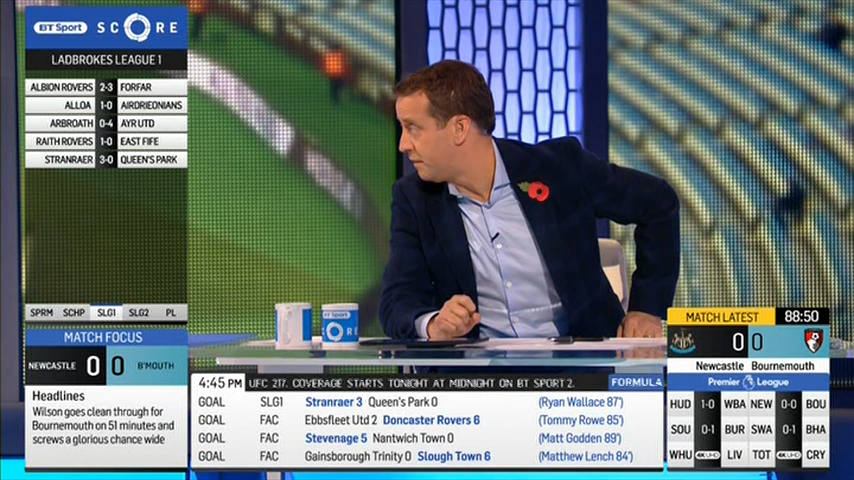 BT Sport SCORE
LADBROKES LEAGUE 1
ALBION ROVERS 2-3 FORFAR
ALLOA 1-0 AIRDRIEONIANS
ARBROATH 0-4 AYR UTD
RAITH ROVERS 1-0 EAST FIFE
STRANRAER 3-0 QUEEN'S PARK
SPRM SCHP SLG1 SLG2 PL
MATCH FOCUS
NEWCASTLE 0 0 B'MOUTH
Headlines
Wilson goes clean through for
Bournemouth on 51 minutes and
screws a glorious chance wide
BT Sport
SCORE
4:45 PM UFC 217. COVERAGE STARTS TONIGHT AT MIDNIGHT ON BT SPORT 2. FORMULA
GOAL SLG1 Stranraer 3 Queen's Park 0 (Ryan Wallace 87')
GOAL FAC Ebbsfleet Utd 2 Doncaster Rovers 6 (Tommy Rowe 85')
GOAL FAC Stevenage 5 Nantwich Town 0 (Matt Godden 89')
GOAL FAC Gainsborough Trinity 0 Slough Town 6 (Matthew Lench 84')
MATCH LATEST 88:50
0 0
Newcastle Bournemouth
Premier League
HUD 1-0 WBA NEW 0-0 BOU
SOU 0-1 BUR SWA 0-1 BHA
WHU 4K UHD LIV TOT 4K UHD CRY